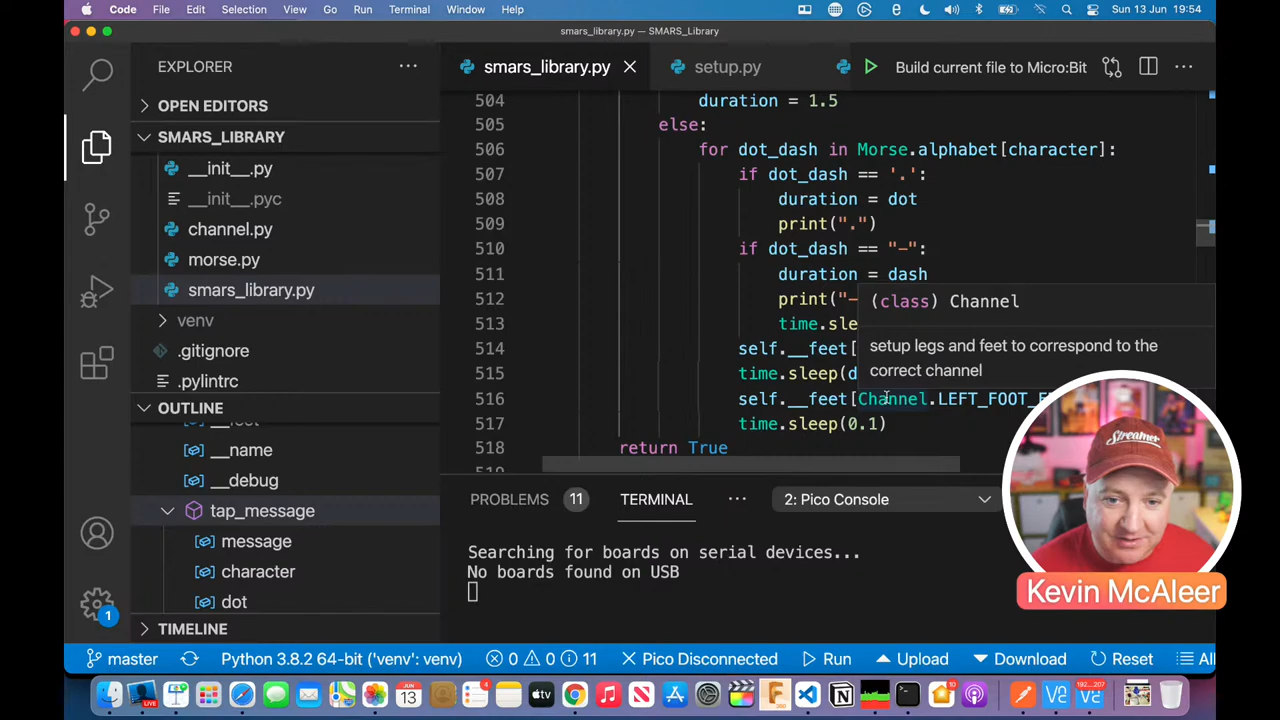 Code File Edit Selection View Go Run Terminal Window Help Sun 13 Jun 19:54
smars_library.py — SMARS_Library
EXPLORER
smars_library.py
setup.py
Build current file to Micro:Bit
OPEN EDITORS
SMARS_LIBRARY
__init__.py
__init__.pyc
channel.py
morse.py
smars_library.py
venv
.gitignore
.pylintrc
OUTLINE
__name
__debug
tap_message
message
character
dot
TIMELINE
504 duration = 1.5
505 else:
506 for dot_dash in Morse.alphabet[character]:
507 if dot_dash == '.':
508 duration = dot
509 print(".")
510 if dot_dash == "-":
511 duration = dash
512 print("-
513 time.sle
514 self.__feet[
515 time.sleep(d
516 self.__feet[Channel.LEFT_FOOT_
517 time.sleep(0.1)
518 return True
(class) Channel
setup legs and feet to correspond to the
correct channel
PROBLEMS 11 TERMINAL 2: Pico Console
Searching for boards on serial devices...
No boards found on USB
Kevin McAleer
1
master Python 3.8.2 64-bit ('venv': venv) 0 0 11 Pico Disconnected Run Upload Download Reset All